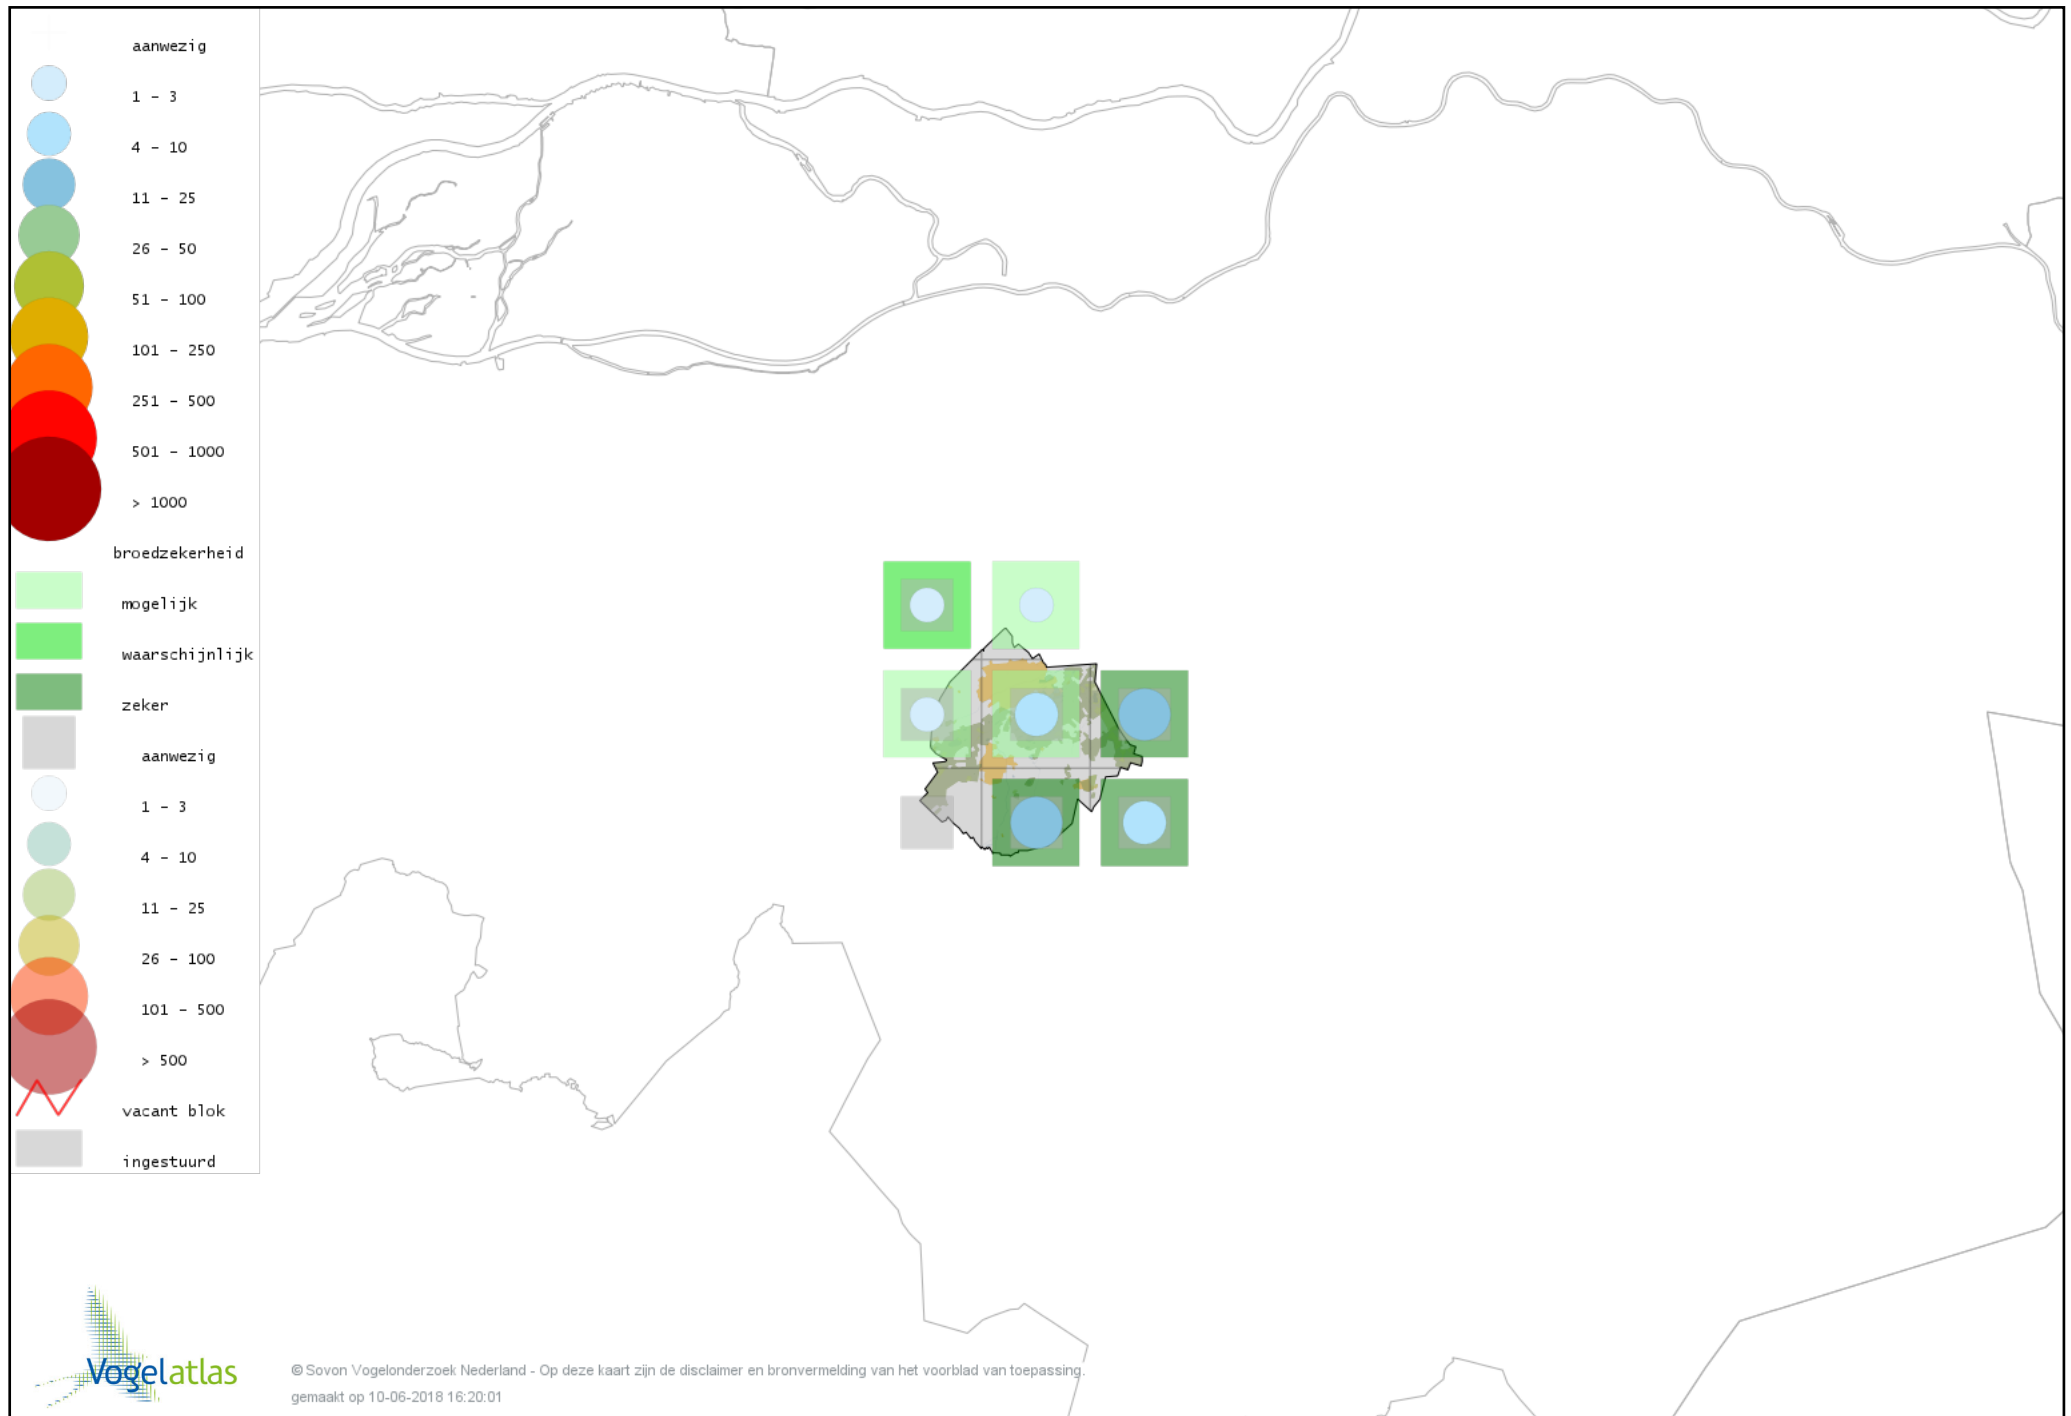 aanwezig
1 - 3
4 - 10
11 - 25
26 - 50
51 - 100
101 - 250
251 - 500
501 - 1000
> 1000
broedzekerheid
mogelijk
waarschijnlijk
zeker
aanwezig
1 - 3
4 - 10
11 - 25
26 - 100
101 - 500
> 500
vacant blok
ingestuurd
Vogelatlas
© Sovon Vogelonderzoek Nederland - Op deze kaart zijn de disclaimer en bronvermelding van het voorblad van toepassing.
gemaakt op 10-06-2018 16:20:01